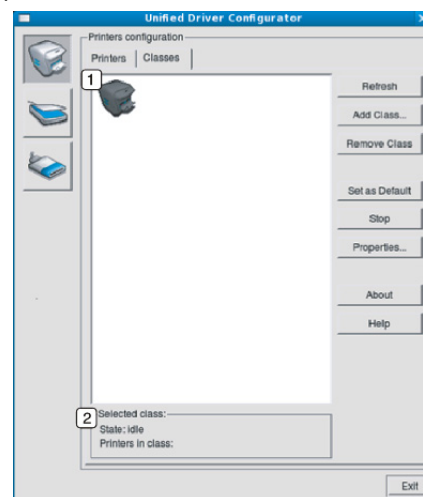 Unified Driver Configurator
Printers configuration
Printers
Classes
1
Refresh
Add Class...
Remove Class
Set as Default
Stop
Properties...
About
Help
2
Selected class:
State: idle
Printers in class:
Exit